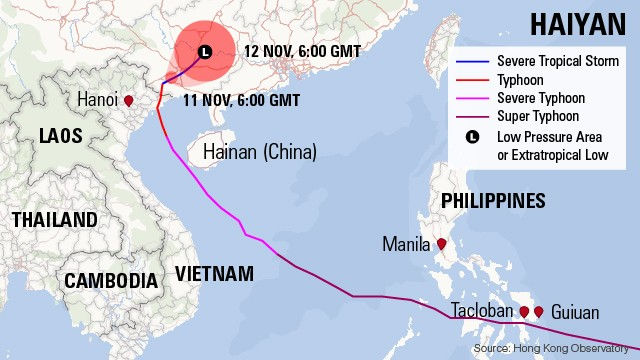 HAIYAN
Severe Tropical Storm
Typhoon
Severe Typhoon
Super Typhoon
L Low Pressure Area
or Extratropical Low
L
12 NOV, 6:00 GMT
11 NOV, 6:00 GMT
Hanoi
LAOS
Hainan (China)
THAILAND
PHILIPPINES
Manila
CAMBODIA
VIETNAM
Tacloban
Guiuan
Source: Hong Kong Observatory